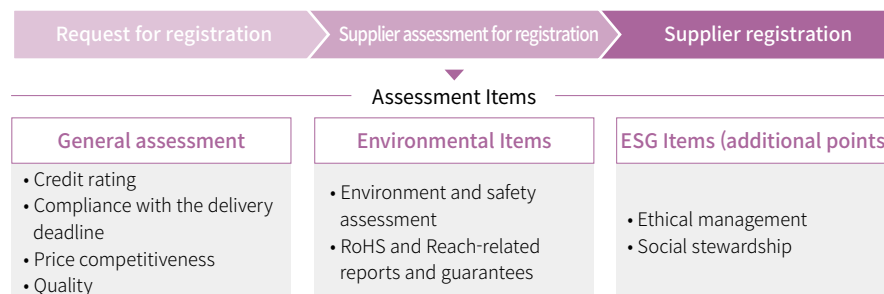 Request for registration
Supplier assessment for registration
Supplier registration
Assessment Items
General assessment
• Credit rating
• Compliance with the delivery
deadline
• Price competitiveness
• Quality
Environmental Items
• Environment and safety
assessment
• RoHS and Reach-related
reports and guarantees
ESG Items (additional points
• Ethical management
• Social stewardship